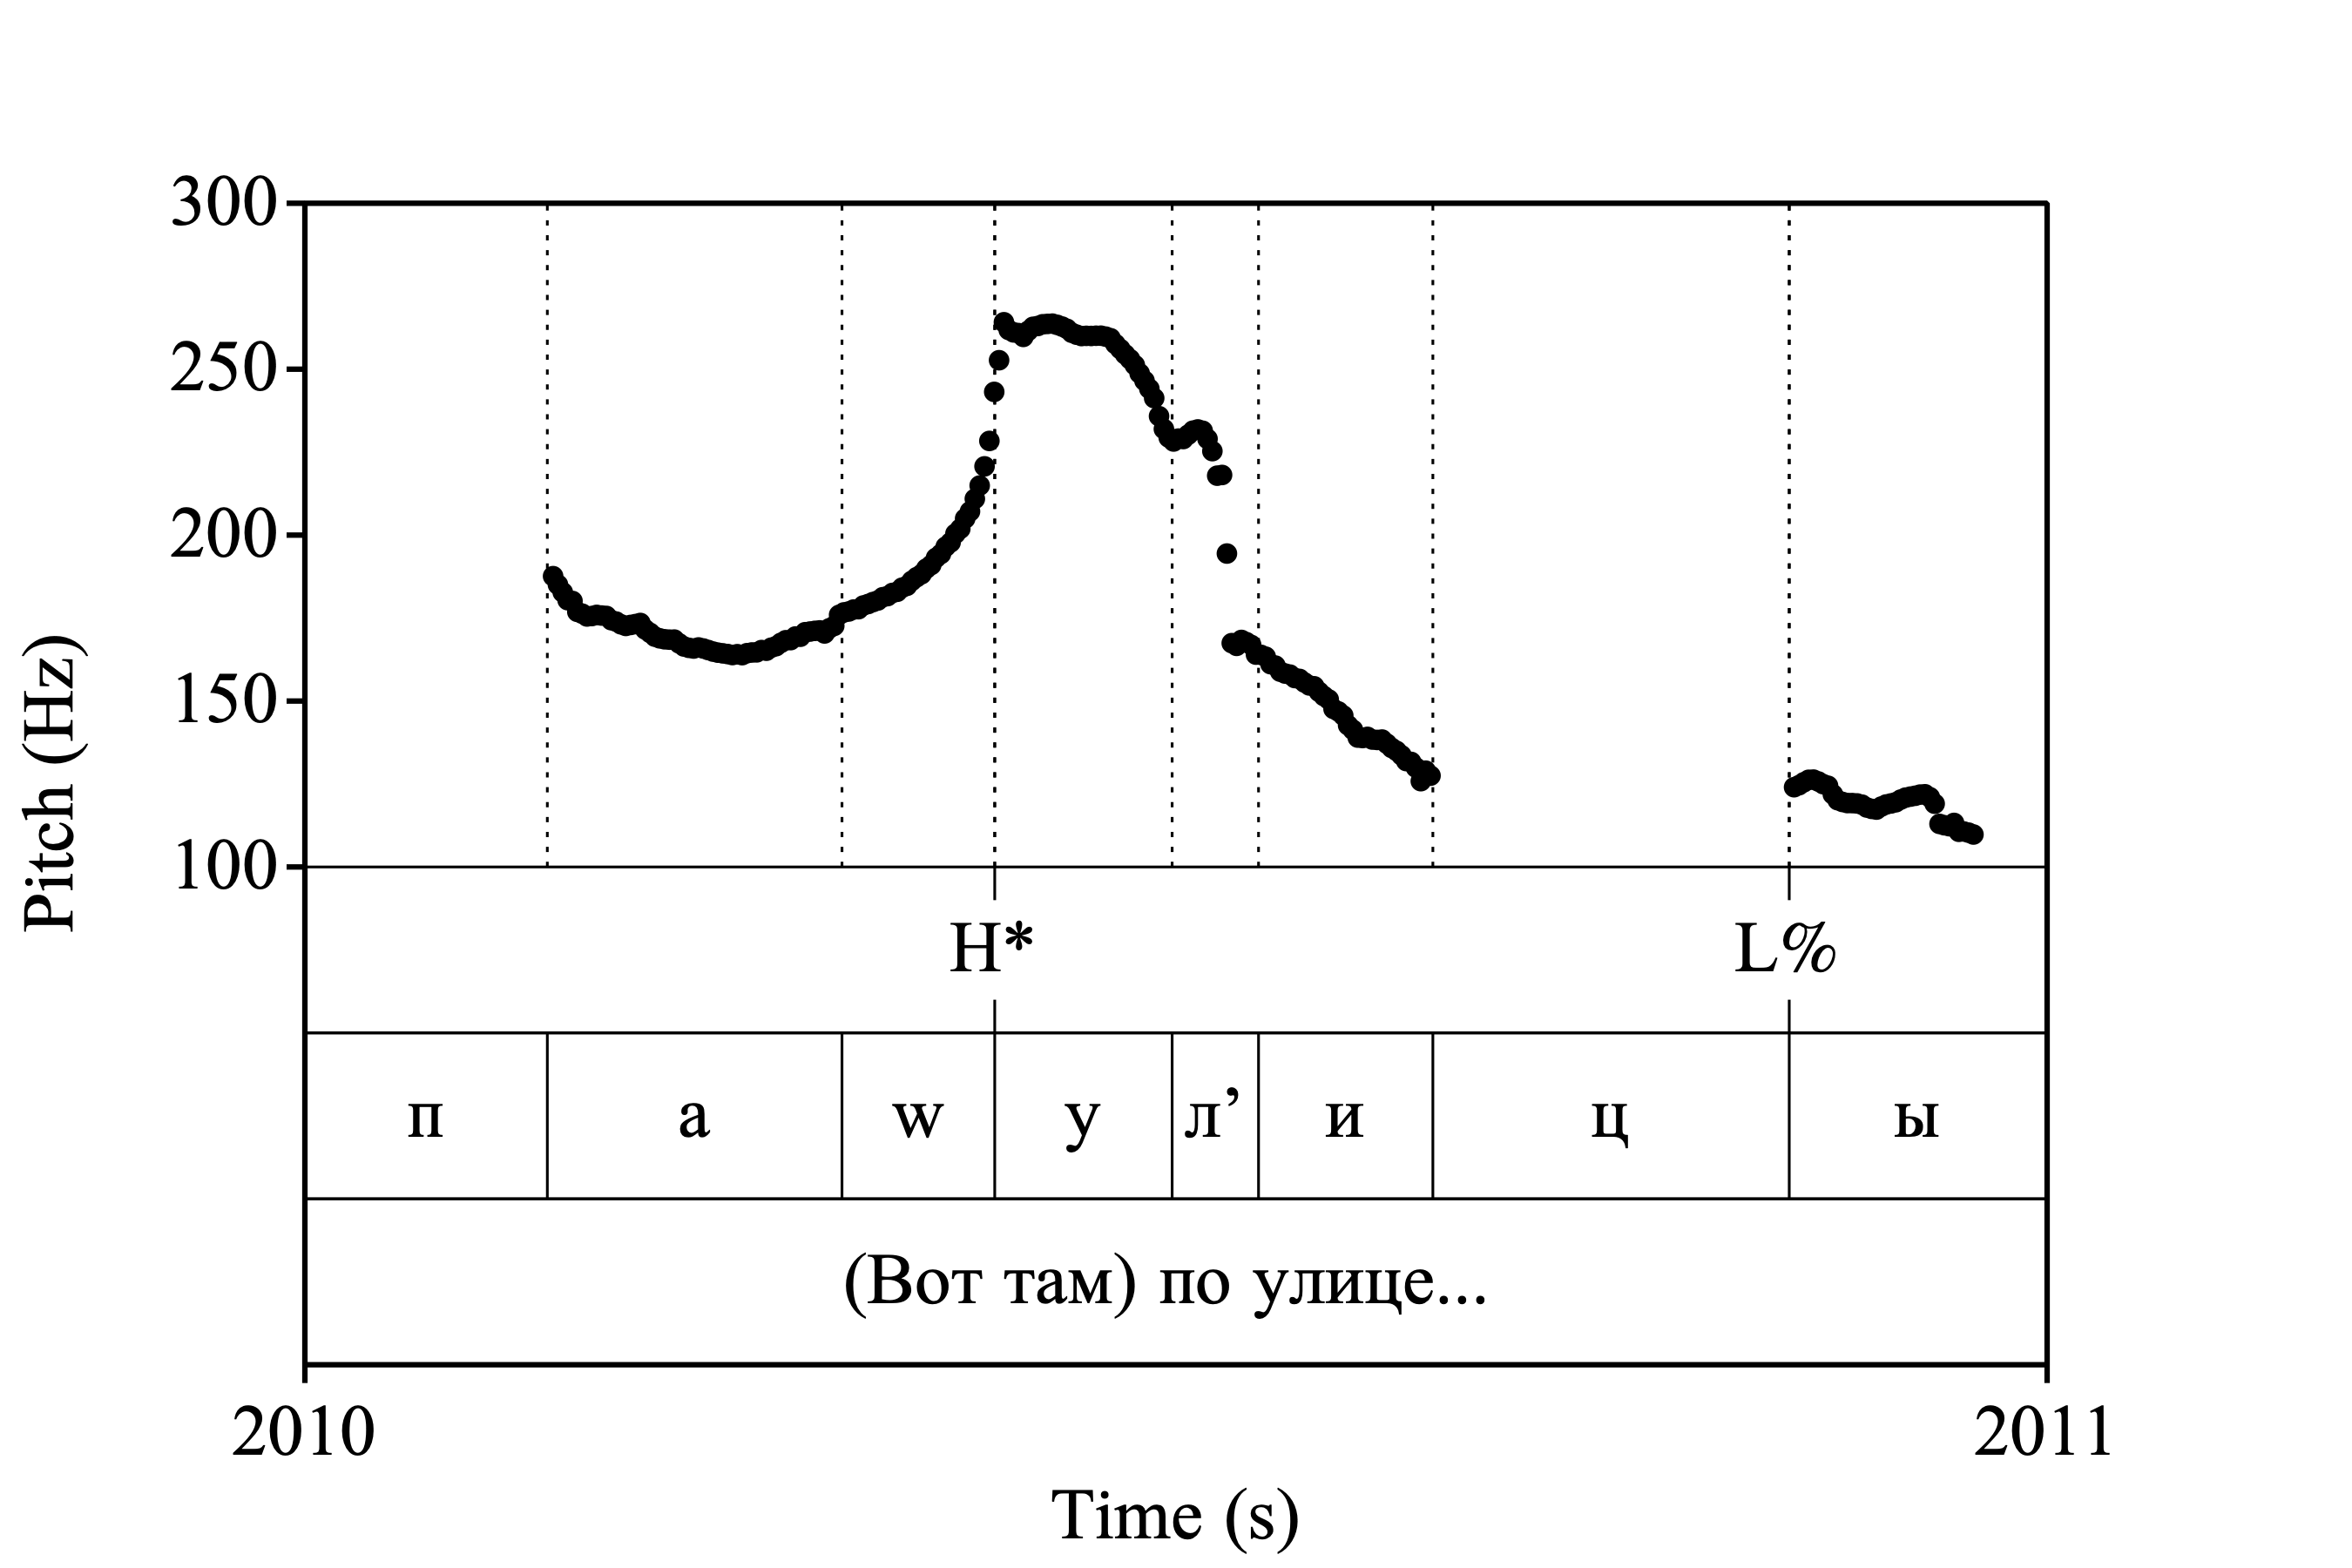 300
250
200
150
100
Pitch (Hz)
H* L%
п а w у л’ и ц ы
(Вот там) по улице...
2010 2011
Time (s)